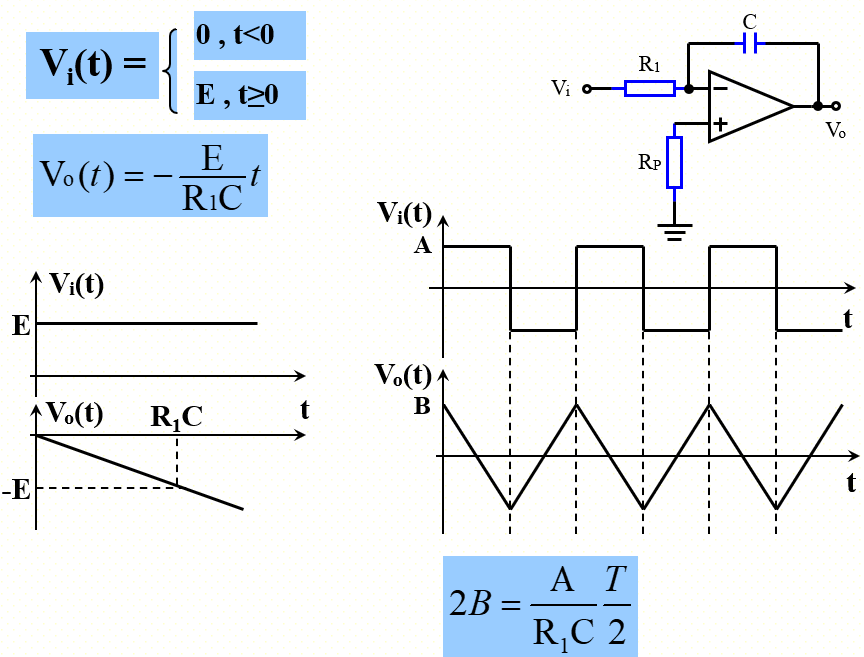 Vi(t) = { 0 , t<0
E , t≥0
Vo(t) = − E/R1C t
C
R1
Vi
−
+
Vo
RP
Vi(t)
A
t
Vi(t)
E
t
Vo(t)
R1C
-E
Vo(t)
B
t
2B = A/R1C T/2